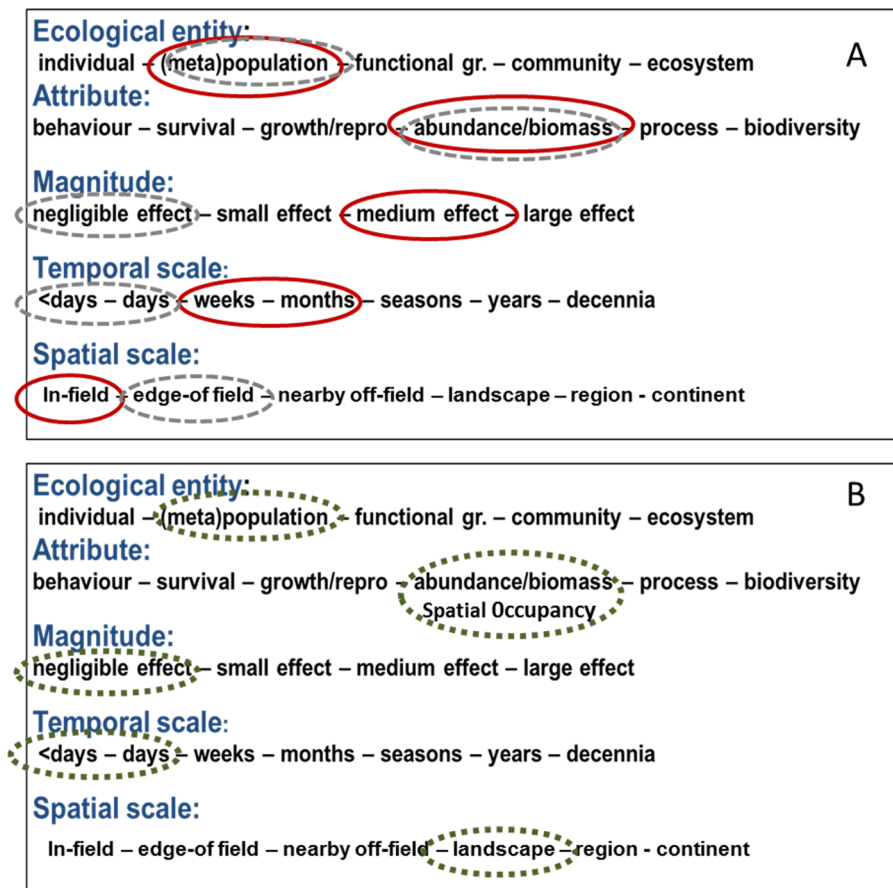 Ecological entity:
A
individual – (meta)population – functional gr. – community – ecosystem
Attribute:
behaviour – survival – growth/repro – abundance/biomass – process – biodiversity
Magnitude:
negligible effect – small effect – medium effect – large effect
Temporal scale:
<days – days – weeks – months – seasons – years – decennia
Spatial scale:
In-field – edge-of field – nearby off-field – landscape – region - continent
Ecological entity:
B
individual – (meta)population – functional gr. – community – ecosystem
Attribute:
behaviour – survival – growth/repro – abundance/biomass – process – biodiversity
Spatial Occupancy
Magnitude:
negligible effect – small effect – medium effect – large effect
Temporal scale:
<days – days – weeks – months – seasons – years – decennia
Spatial scale:
In-field – edge-of field – nearby off-field – landscape – region - continent